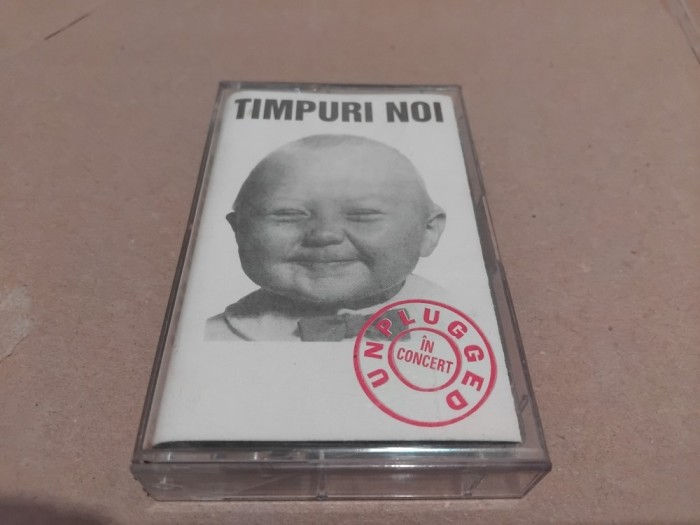 TIMPURI NOI
UNPLUGGED
ÎN
CONCERT